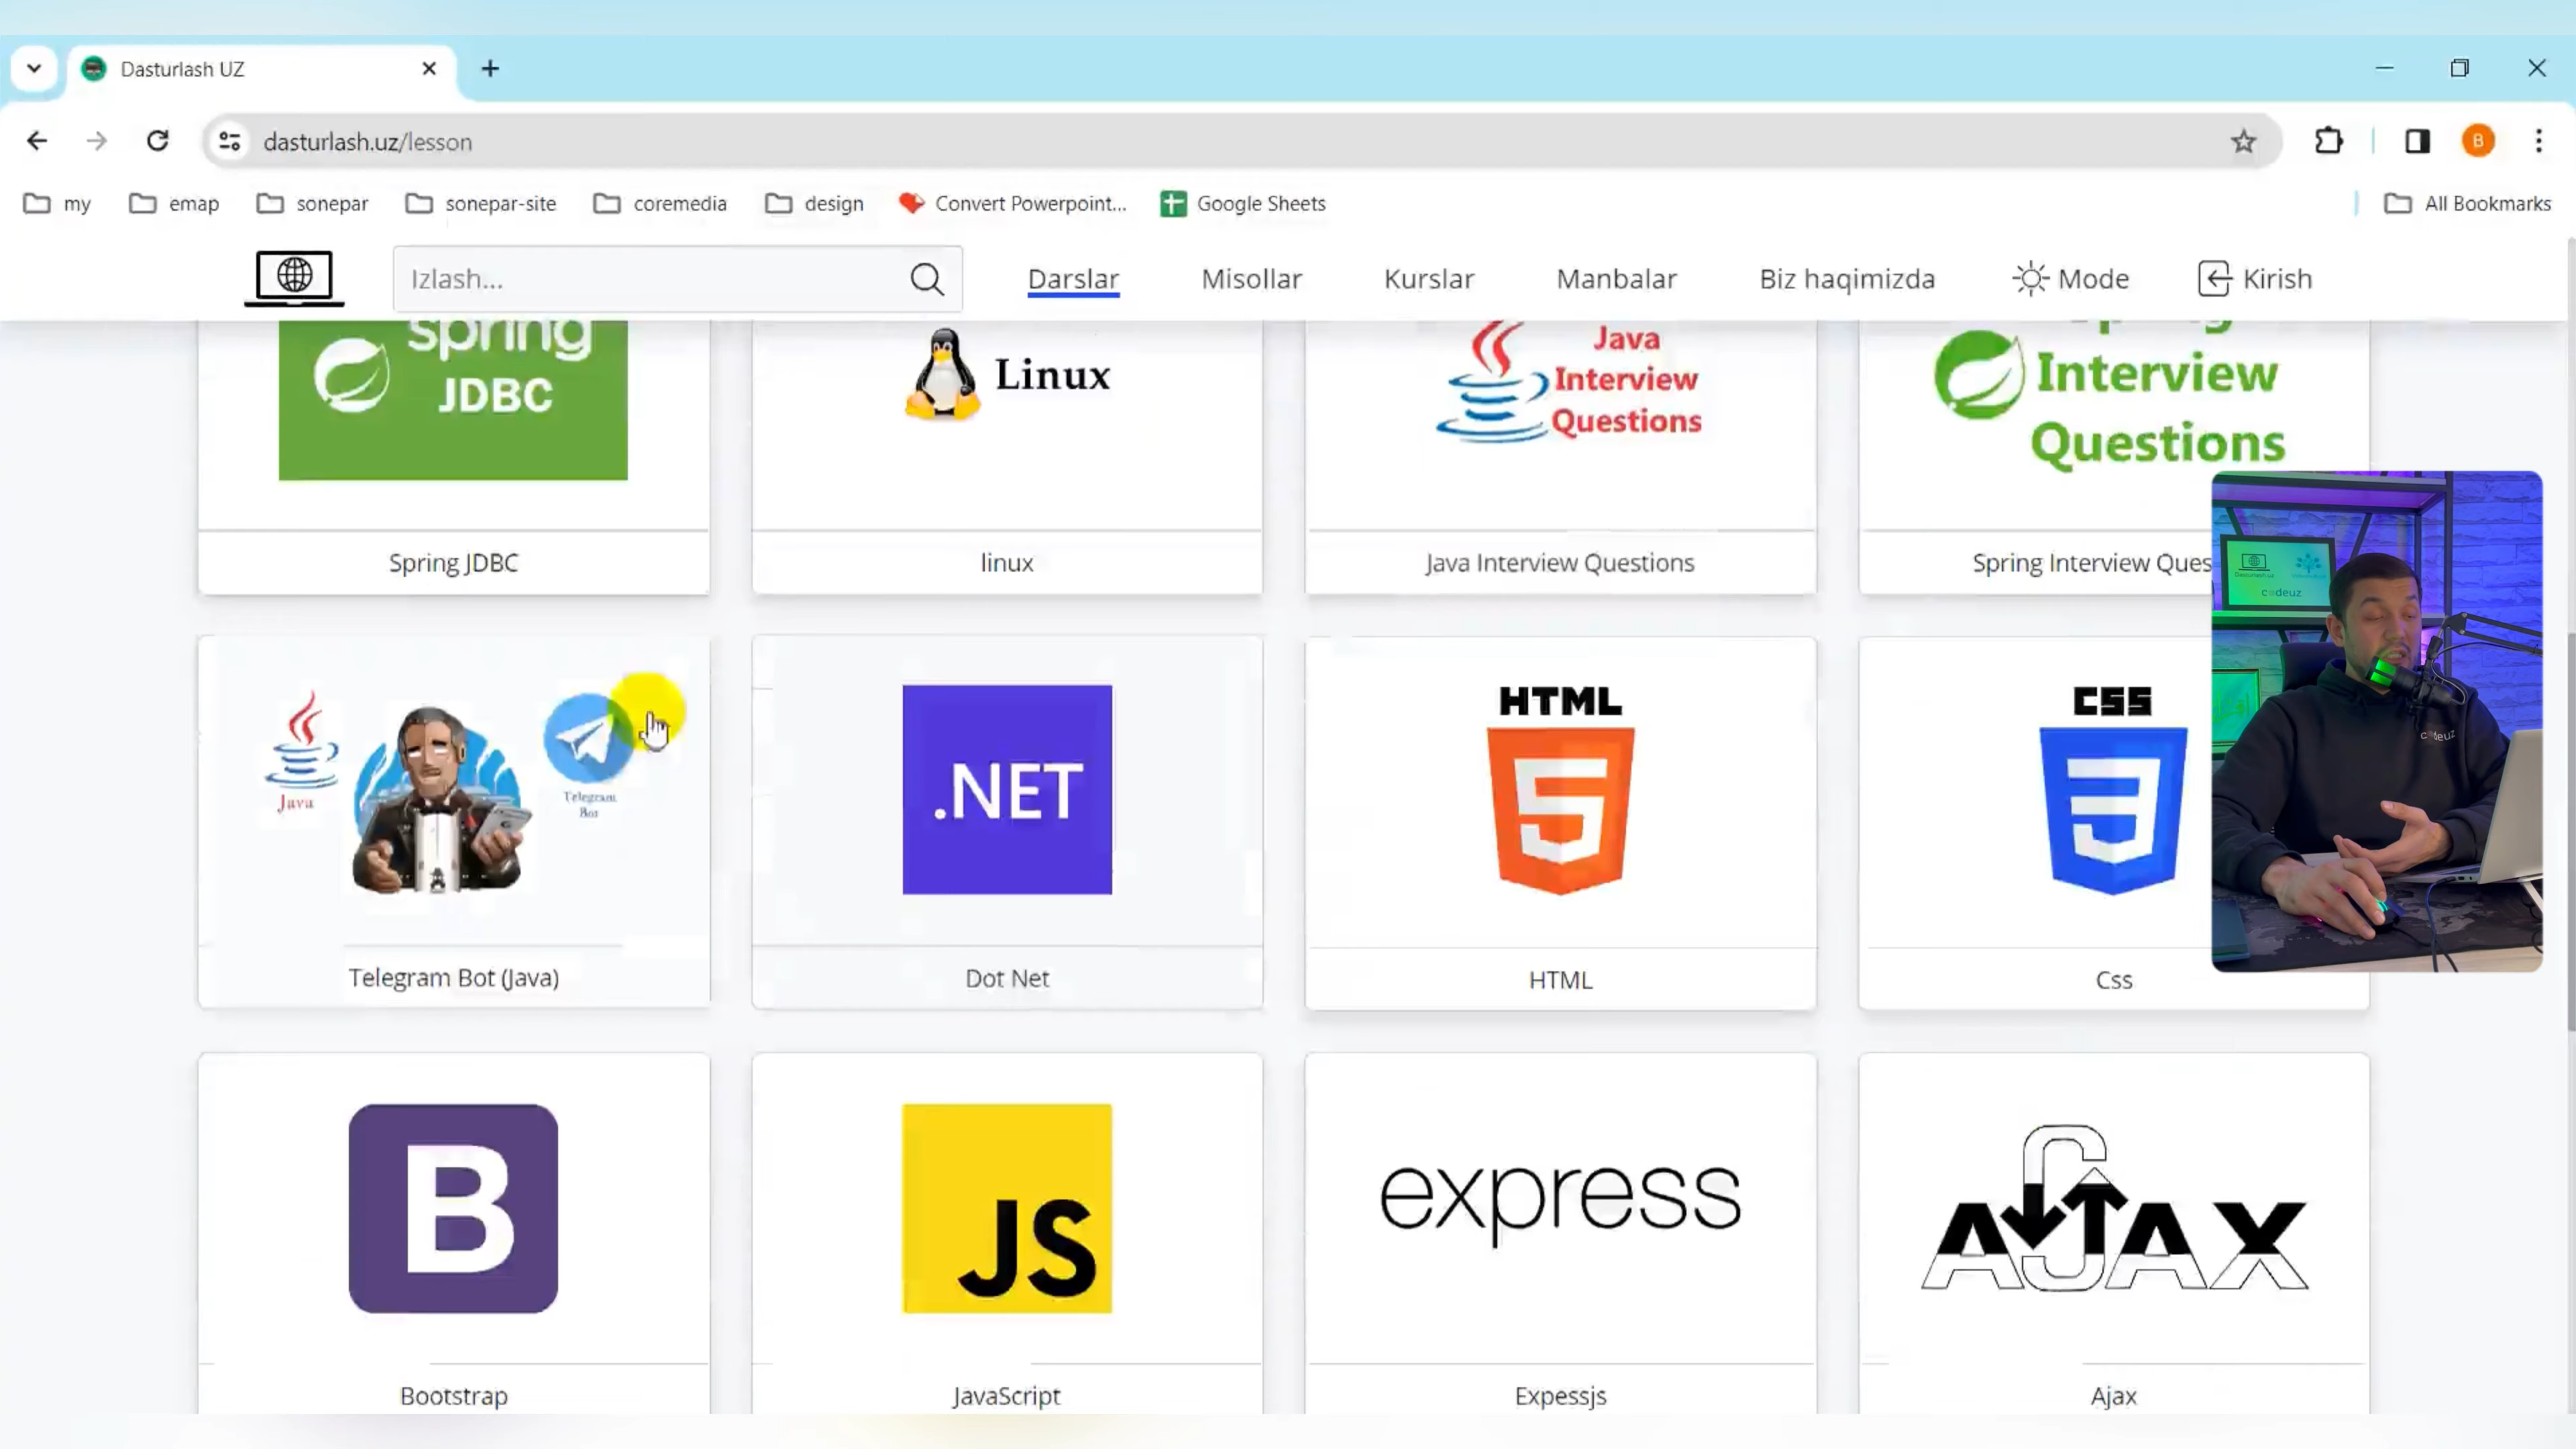 Dasturlash UZ
dasturlash.uz/lesson
B
my
emap
sonepar
sonepar-site
coremedia
design
Convert Powerpoint...
Google Sheets
All Bookmarks
Izlash...
Darslar
Misollar
Kurslar
Manbalar
Biz haqimizda
Mode
Kirish
spring
JDBC
Linux
Java
Interview
Questions
Interview
Questions
Spring JDBC
linux
Java Interview Questions
Spring Interview Ques
Java
Telegram
Bot
.NET
HTML
5
CSS
3
codeuz
codeuz
Telegram Bot (Java)
Dot Net
HTML
Css
B
JS
express
AJAX
Bootstrap
JavaScript
Expessjs
Ajax